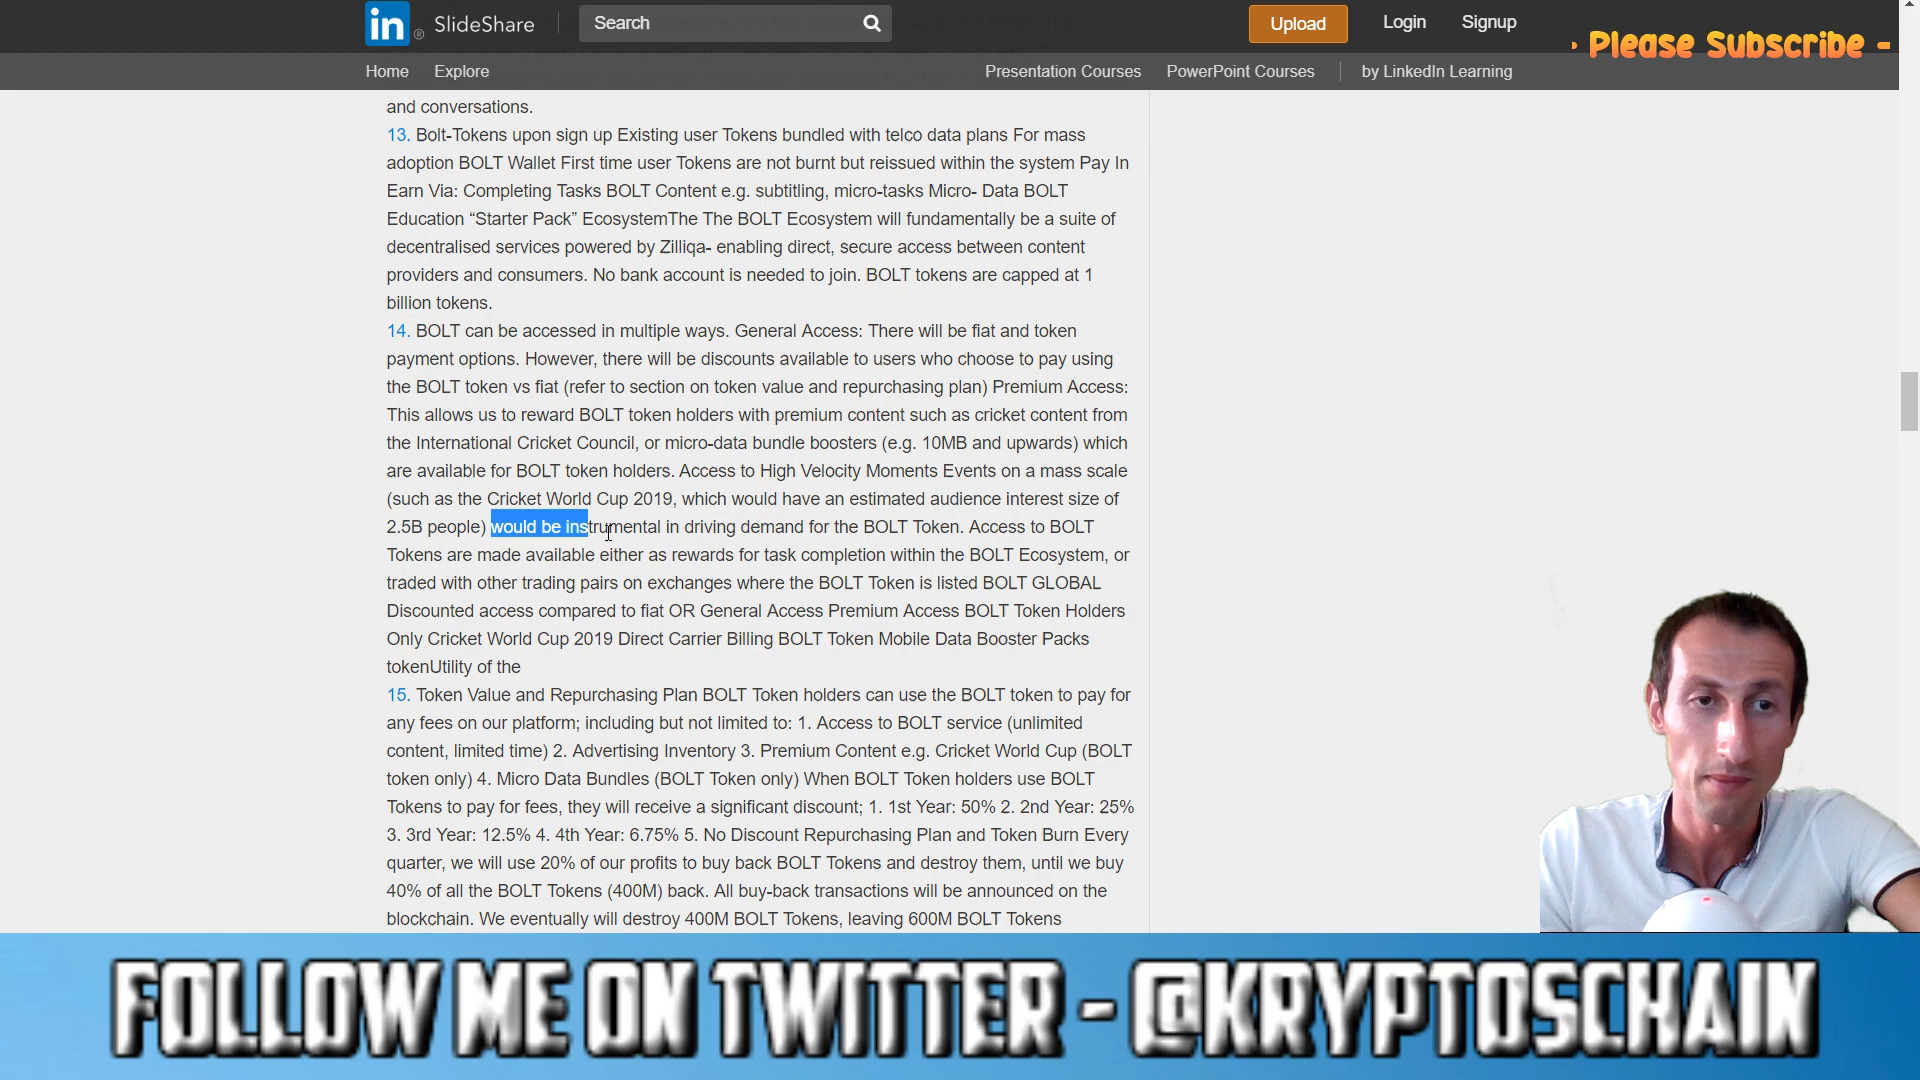 in ® SlideShare Search Upload Login Signup
- Please Subscribe -
Home Explore Presentation Courses PowerPoint Courses by LinkedIn Learning
and conversations.
13. Bolt-Tokens upon sign up Existing user Tokens bundled with telco data plans For mass
adoption BOLT Wallet First time user Tokens are not burnt but reissued within the system Pay In
Earn Via: Completing Tasks BOLT Content e.g. subtitling, micro-tasks Micro- Data BOLT
Education “Starter Pack” EcosystemThe The BOLT Ecosystem will fundamentally be a suite of
decentralised services powered by Zilliqa- enabling direct, secure access between content
providers and consumers. No bank account is needed to join. BOLT tokens are capped at 1
billion tokens.
14. BOLT can be accessed in multiple ways. General Access: There will be fiat and token
payment options. However, there will be discounts available to users who choose to pay using
the BOLT token vs fiat (refer to section on token value and repurchasing plan) Premium Access:
This allows us to reward BOLT token holders with premium content such as cricket content from
the International Cricket Council, or micro-data bundle boosters (e.g. 10MB and upwards) which
are available for BOLT token holders. Access to High Velocity Moments Events on a mass scale
(such as the Cricket World Cup 2019, which would have an estimated audience interest size of
2.5B people) would be instrumental in driving demand for the BOLT Token. Access to BOLT
Tokens are made available either as rewards for task completion within the BOLT Ecosystem, or
traded with other trading pairs on exchanges where the BOLT Token is listed BOLT GLOBAL
Discounted access compared to fiat OR General Access Premium Access BOLT Token Holders
Only Cricket World Cup 2019 Direct Carrier Billing BOLT Token Mobile Data Booster Packs
tokenUtility of the
15. Token Value and Repurchasing Plan BOLT Token holders can use the BOLT token to pay for
any fees on our platform; including but not limited to: 1. Access to BOLT service (unlimited
content, limited time) 2. Advertising Inventory 3. Premium Content e.g. Cricket World Cup (BOLT
token only) 4. Micro Data Bundles (BOLT Token only) When BOLT Token holders use BOLT
Tokens to pay for fees, they will receive a significant discount; 1. 1st Year: 50% 2. 2nd Year: 25%
3. 3rd Year: 12.5% 4. 4th Year: 6.75% 5. No Discount Repurchasing Plan and Token Burn Every
quarter, we will use 20% of our profits to buy back BOLT Tokens and destroy them, until we buy
40% of all the BOLT Tokens (400M) back. All buy-back transactions will be announced on the
blockchain. We eventually will destroy 400M BOLT Tokens, leaving 600M BOLT Tokens
FOLLOW ME ON TWITTER - @KRYPTOSCHAIN